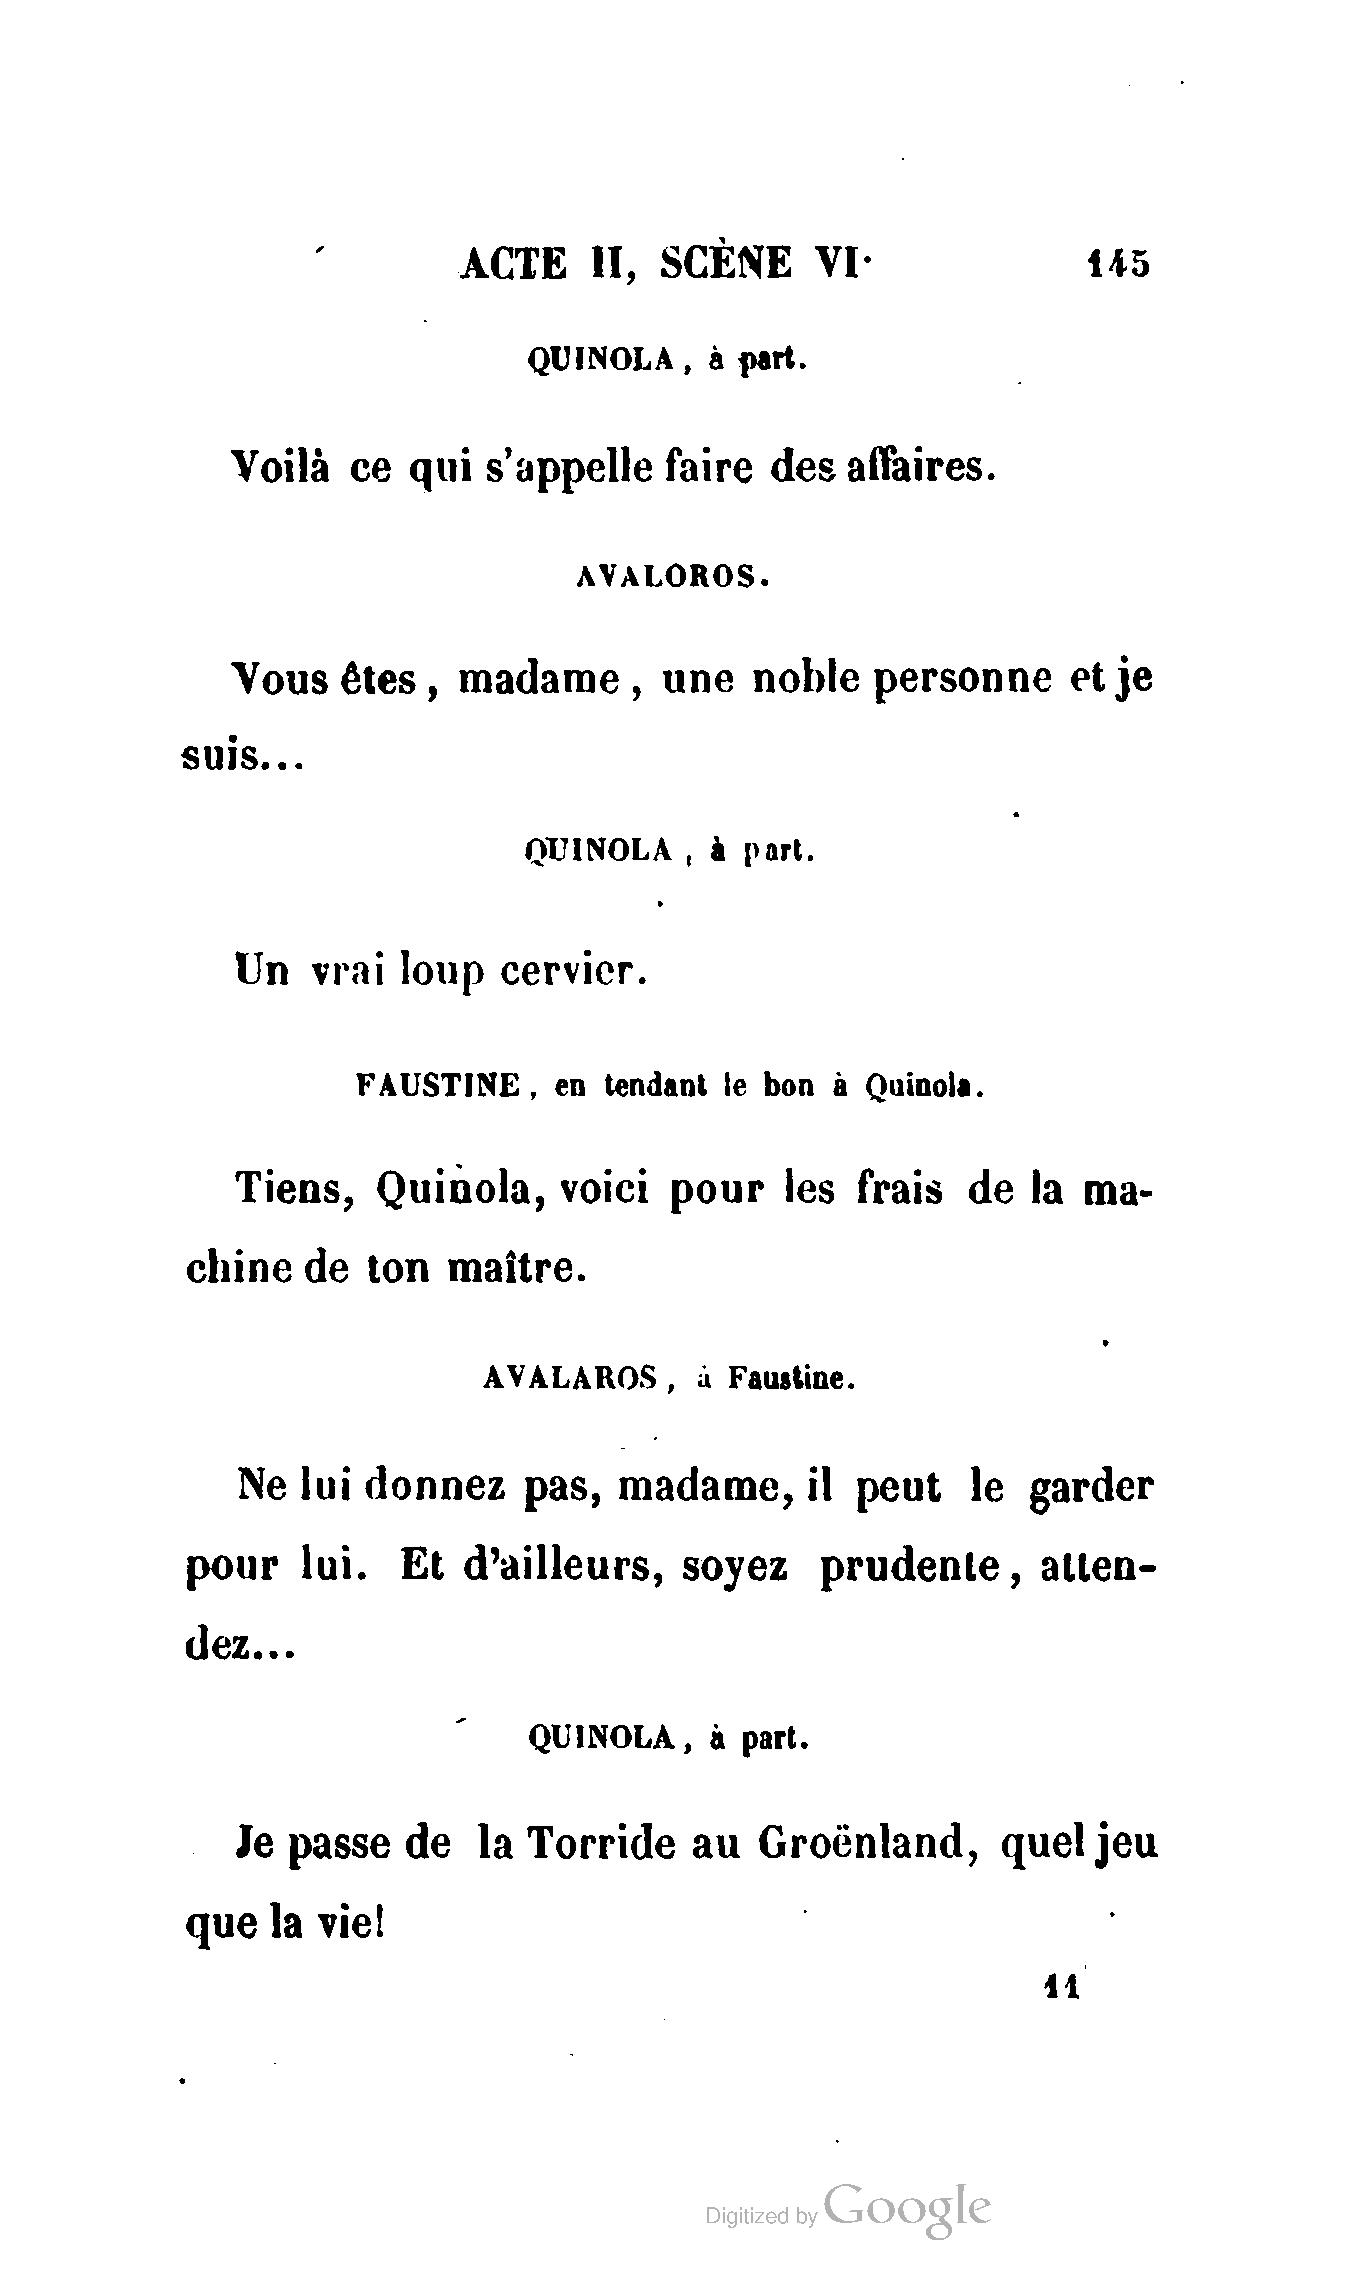 ACTE II, SCÈNE VI. 145
QUINOLA, à part.
Voilà ce qui s'appelle faire des affaires.
AVALOROS.
Vous êtes, madame, une noble personne et je
suis...
QUINOLA, à part.
Un vrai loup cervier.
FAUSTINE, en tendant le bon à Quinola.
Tiens, Quinola, voici pour les frais de la ma-
chine de ton maître.
AVALAROS, à Faustine.
Ne lui donnez pas, madame, il peut le garder
pour lui. Et d'ailleurs, soyez prudente, atten-
dez...
QUINOLA, à part.
Je passe de la Torride au Groënland, quel jeu
que la vie!
11
Digitized by Google